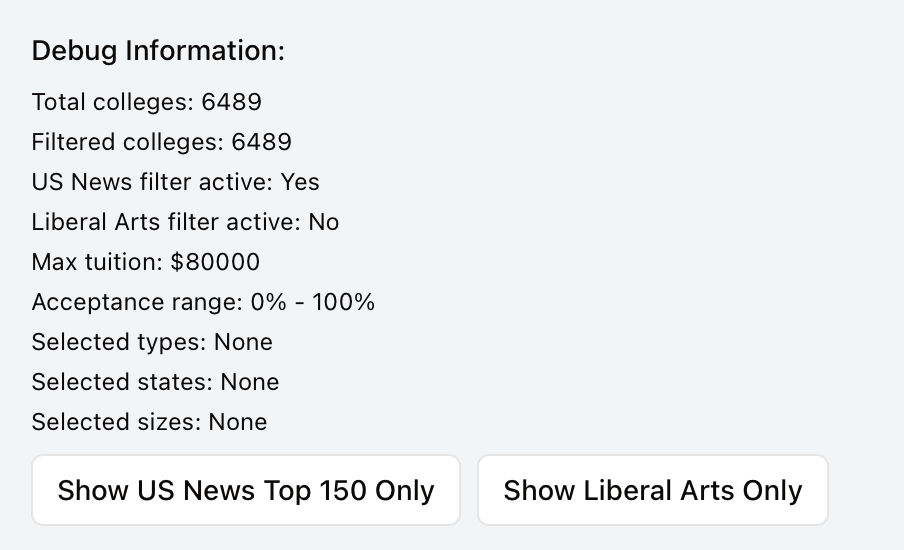 Debug Information:
Total colleges: 6489
Filtered colleges: 6489
US News filter active: Yes
Liberal Arts filter active: No
Max tuition: $80000
Acceptance range: 0% - 100%
Selected types: None
Selected states: None
Selected sizes: None
Show US News Top 150 Only
Show Liberal Arts Only